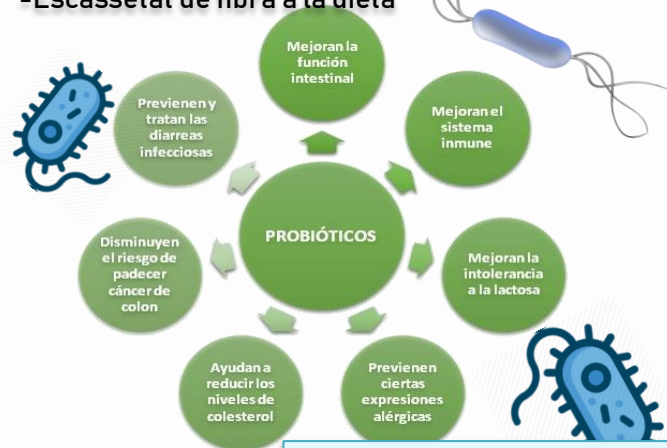 -Escassetat de fibra a la dieta
Mejoran la
función
intestinal
Mejoran el
sistema
inmune
Mejoran la
intolerancia
a la lactosa
Previenen
ciertas
expresiones
alérgicas
Ayudan a
reducir los
niveles de
colesterol
Disminuyen
el riesgo de
padecer
cáncer de
colon
Previenen y
tratan las
diarreas
infecciosas
PROBIÓTICOS